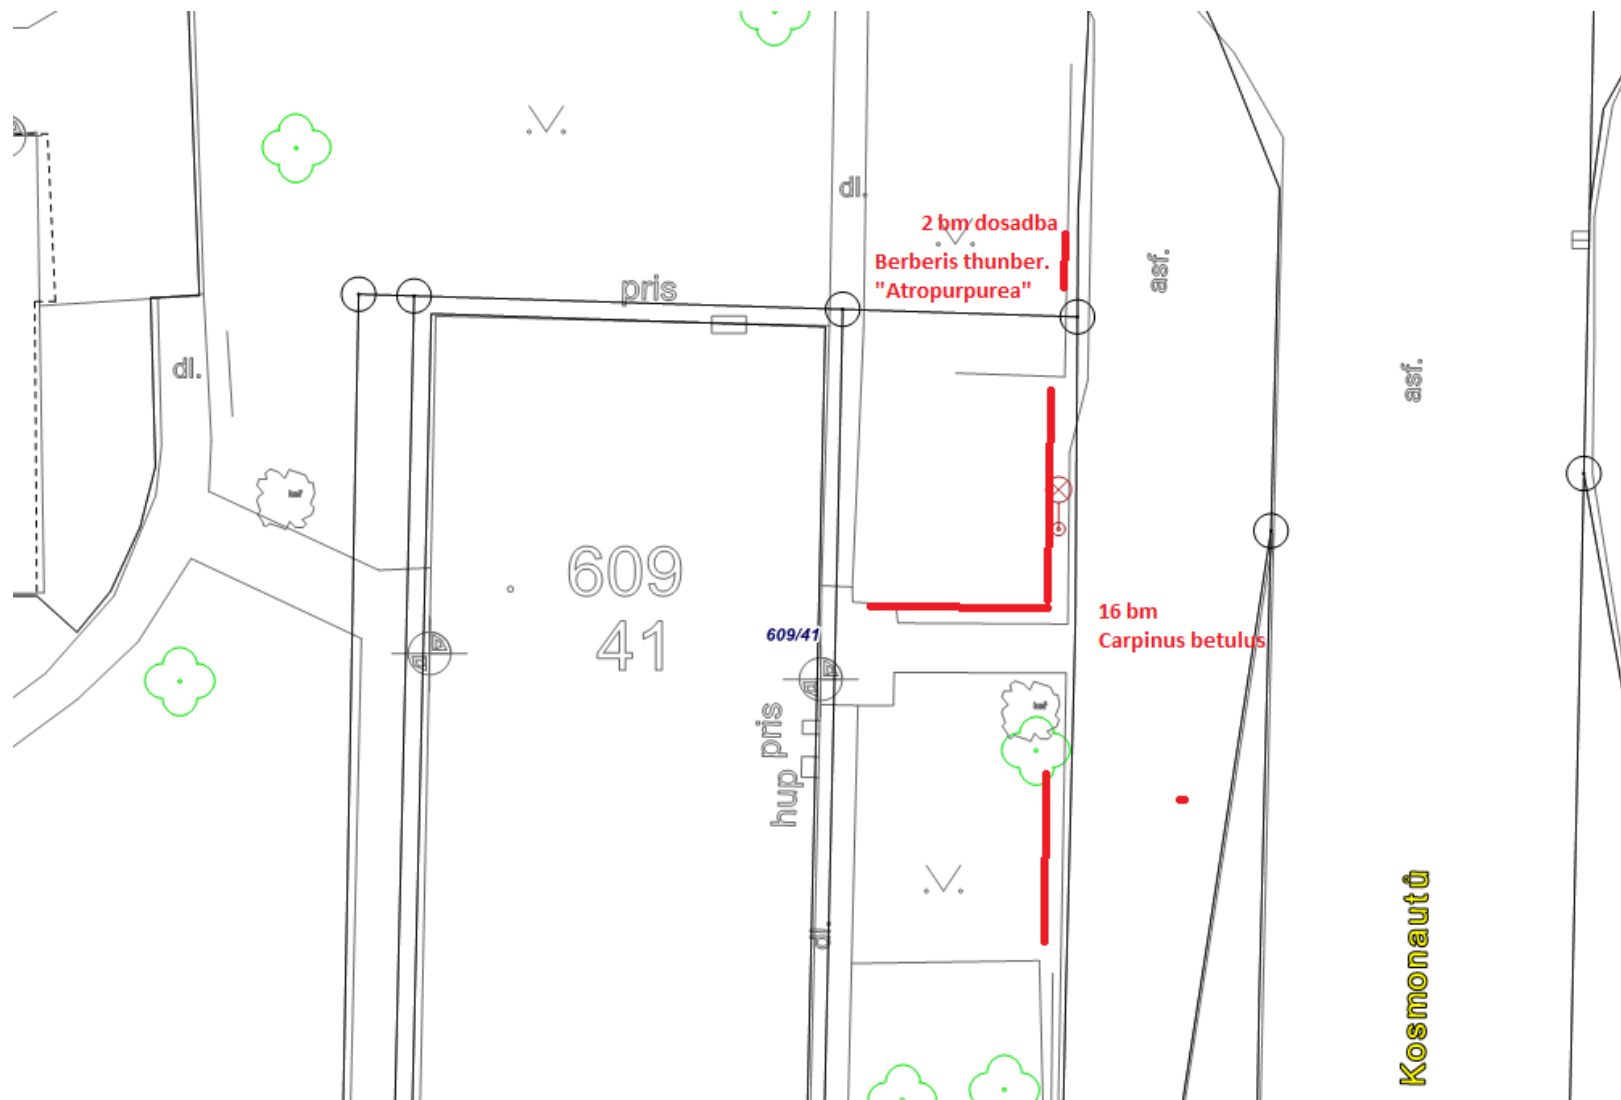 dl.
2 bm dosadba
Berberis thunber.
"Atropurpurea"
asf.
pris
dl.
asf.
609
41
609/41
16 bm
Carpinus betulus
pris
hup
dl.
Kosmonautů